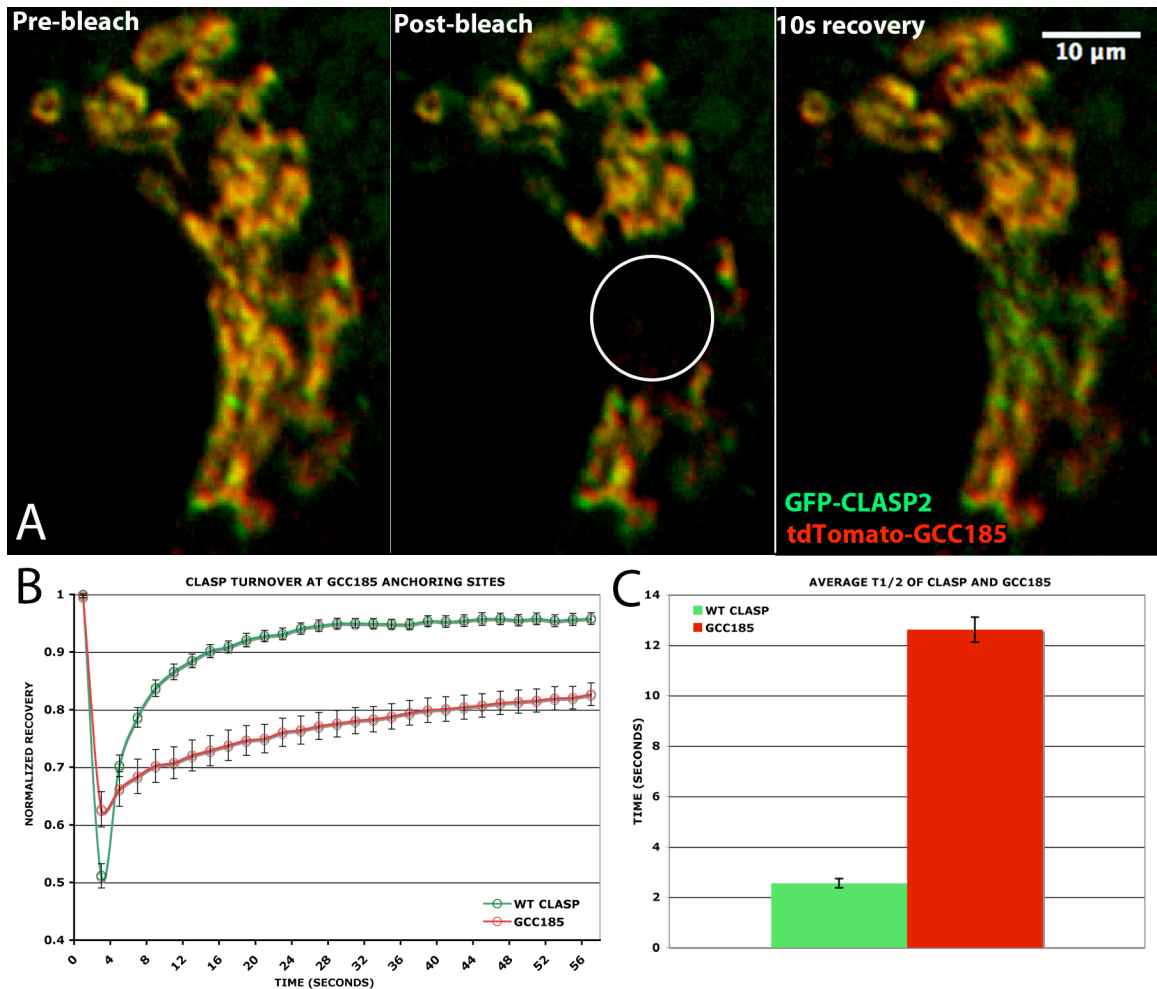 Pre-bleach
Post-bleach
10s recovery
10 µm
GFP-CLASP2
tdTomato-GCC185
A
B
CLASP TURNOVER AT GCC185 ANCHORING SITES
NORMALIZED RECOVERY
1
0.9
0.8
0.7
0.6
0.5
0.4
WT CLASP
GCC185
0 4 8 12 16 20 24 28 32 36 40 44 48 52 56
TIME (SECONDS)
C
AVERAGE T1/2 OF CLASP AND GCC185
TIME (SECONDS)
14
12
10
8
6
4
2
0
WT CLASP
GCC185